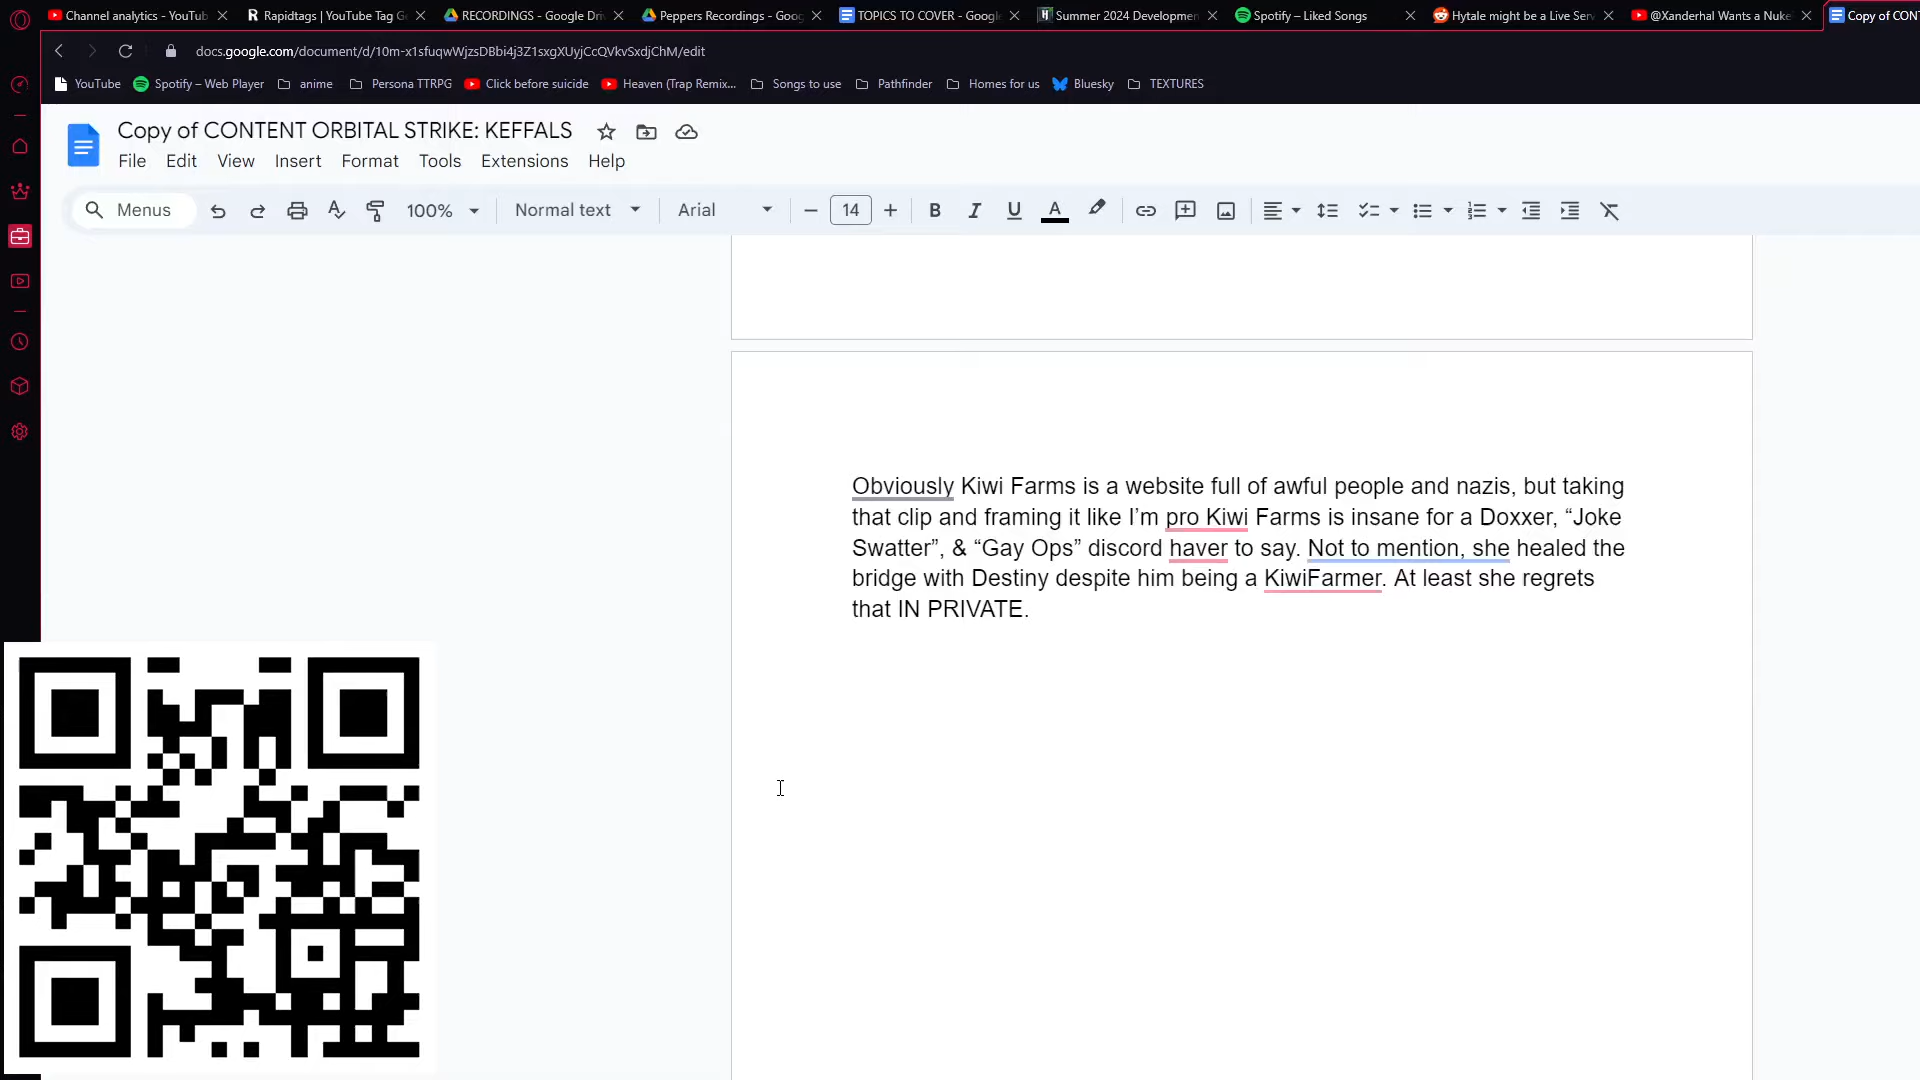 Channel analytics - YouTub
Rapidtags | YouTube Tag G
RECORDINGS - Google Dri
Peppers Recordings - Goog
TOPICS TO COVER - Google
Summer 2024 Developmen
Spotify – Liked Songs
Hytale might be a Live Serv
@Xanderhal Wants a Nuke
Copy of CONT
docs.google.com/document/d/10m-x1sfuqwWjzsDBbi4j3Z1sxgXUyjCcQVkvSxdjChM/edit
YouTube
Spotify – Web Player
anime
Persona TTRPG
Click before suicide
Heaven (Trap Remix...
Songs to use
Pathfinder
Homes for us
Bluesky
TEXTURES
Copy of CONTENT ORBITAL STRIKE: KEFFALS
File Edit View Insert Format Tools Extensions Help
Menus 100% Normal text Arial 14 B I U A
Obviously Kiwi Farms is a website full of awful people and nazis, but taking
that clip and framing it like I’m pro Kiwi Farms is insane for a Doxxer, “Joke
Swatter”, & “Gay Ops” discord haver to say. Not to mention, she healed the
bridge with Destiny despite him being a KiwiFarmer. At least she regrets
that IN PRIVATE.